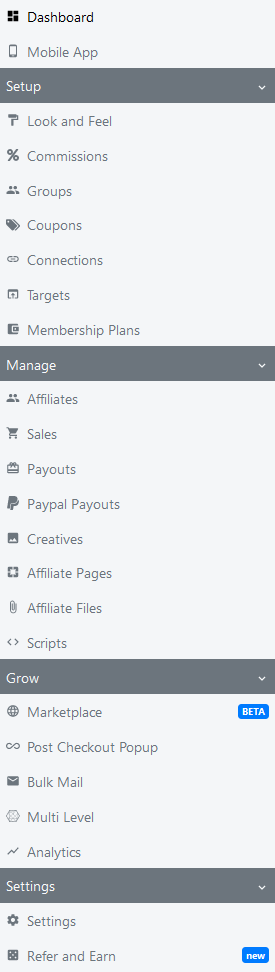 Dashboard
Mobile App
Setup
Look and Feel
Commissions
Groups
Coupons
Connections
Targets
Membership Plans
Manage
Affiliates
Sales
Payouts
Paypal Payouts
Creatives
Affiliate Pages
Affiliate Files
Scripts
Grow
Marketplace BETA
Post Checkout Popup
Bulk Mail
Multi Level
Analytics
Settings
Settings
Refer and Earn new